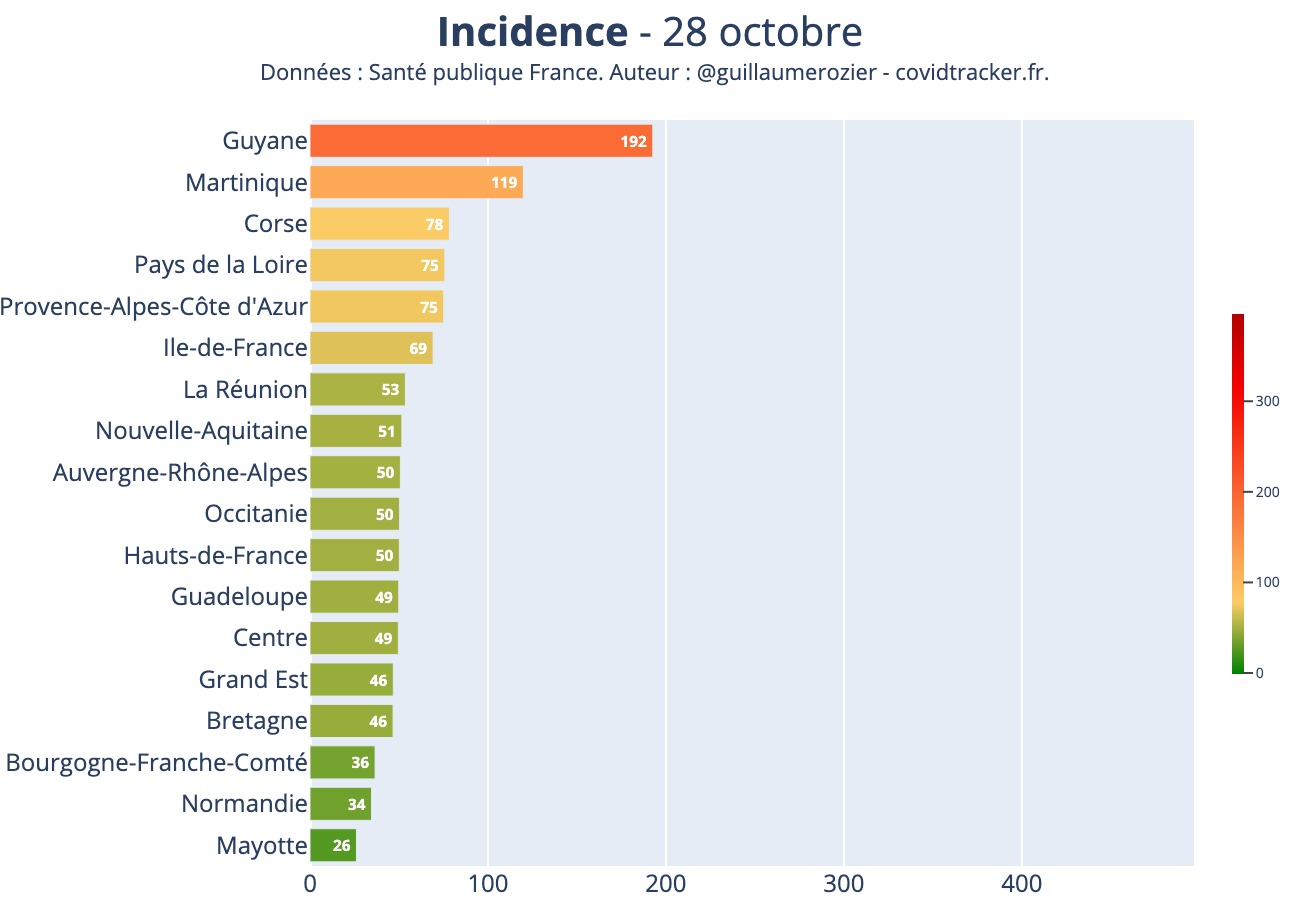 Incidence - 28 octobre
Données : Santé publique France. Auteur : @guillaumerozier - covidtracker.fr.
Guyane 192
Martinique 119
Corse 78
Pays de la Loire 75
Provence-Alpes-Côte d'Azur 75
Ile-de-France 69
La Réunion 53
Nouvelle-Aquitaine 51
Auvergne-Rhône-Alpes 50
Occitanie 50
Hauts-de-France 50
Guadeloupe 49
Centre 49
Grand Est 46
Bretagne 46
Bourgogne-Franche-Comté 36
Normandie 34
Mayotte 26
0 100 200 300 400
300
200
100
0